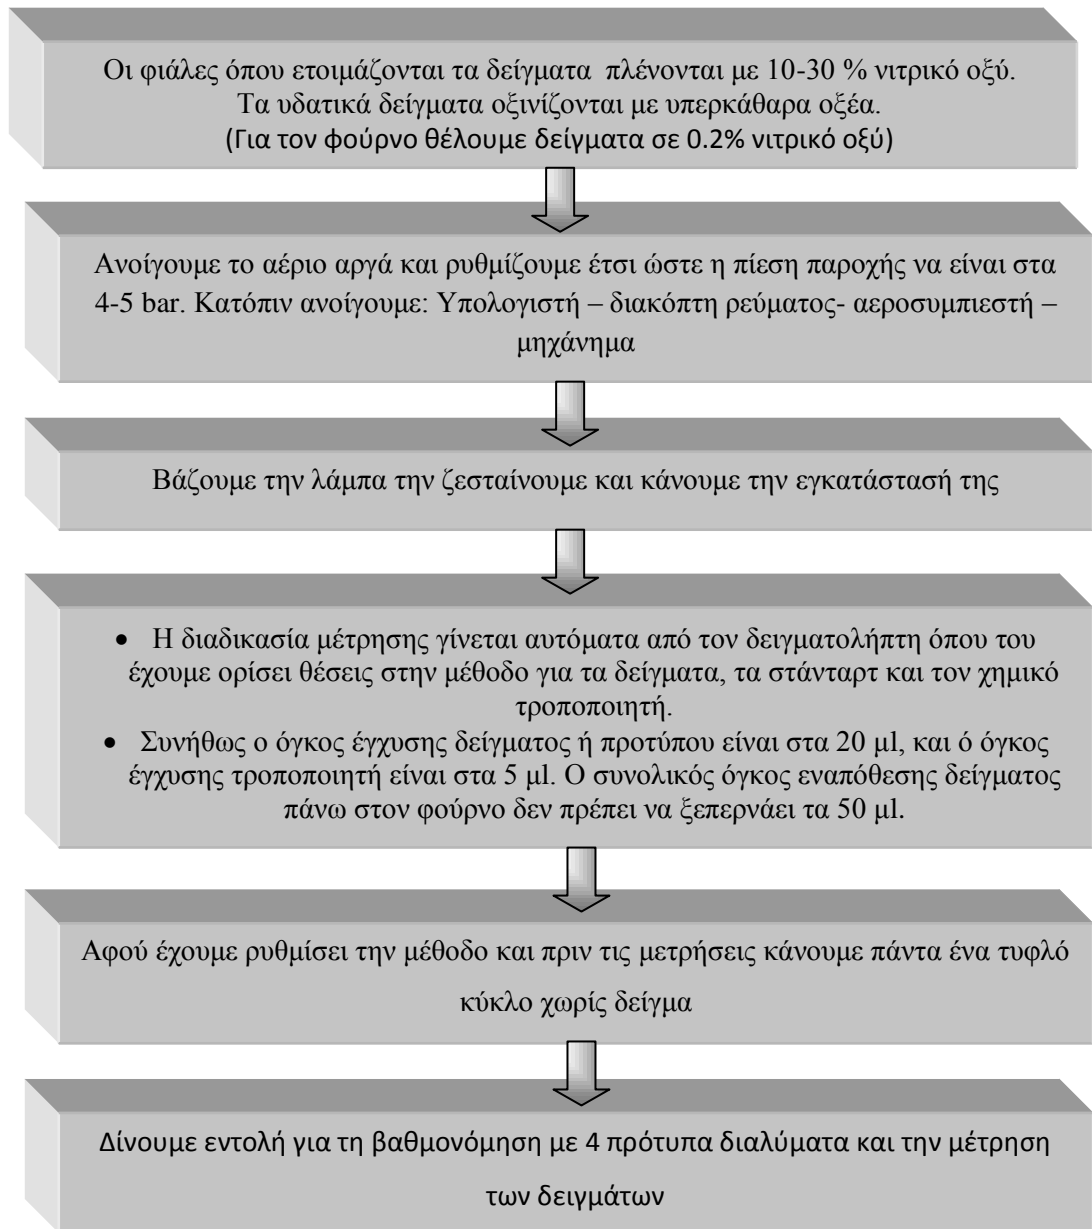 Οι φιάλες όπου ετοιμάζονται τα δείγματα πλένονται με 10-30 % νιτρικό οξύ.
Τα υδατικά δείγματα οξινίζονται με υπερκάθαρα οξέα.
(Για τον φούρνο θέλουμε δείγματα σε 0.2% νιτρικό οξύ)
Ανοίγουμε το αέριο αργά και ρυθμίζουμε έτσι ώστε η πίεση παροχής να είναι στα
4-5 bar. Κατόπιν ανοίγουμε: Υπολογιστή – διακόπτη ρεύματος- αεροσυμπιεστή –
μηχάνημα
Βάζουμε την λάμπα την ζεσταίνουμε και κάνουμε την εγκατάστασή της
• Η διαδικασία μέτρησης γίνεται αυτόματα από τον δειγματολήπτη όπου του
έχουμε ορίσει θέσεις στην μέθοδο για τα δείγματα, τα στάνταρτ και τον χημικό
τροποποιητή.
• Συνήθως ο όγκος έγχυσης δείγματος ή προτύπου είναι στα 20 μl, και ό όγκος
έγχυσης τροποποιητή είναι στα 5 μl. Ο συνολικός όγκος εναπόθεσης δείγματος
πάνω στον φούρνο δεν πρέπει να ξεπερνάει τα 50 μl.
Αφού έχουμε ρυθμίσει την μέθοδο και πριν τις μετρήσεις κάνουμε πάντα ένα τυφλό
κύκλο χωρίς δείγμα
Δίνουμε εντολή για τη βαθμονόμηση με 4 πρότυπα διαλύματα και την μέτρηση
των δειγμάτων